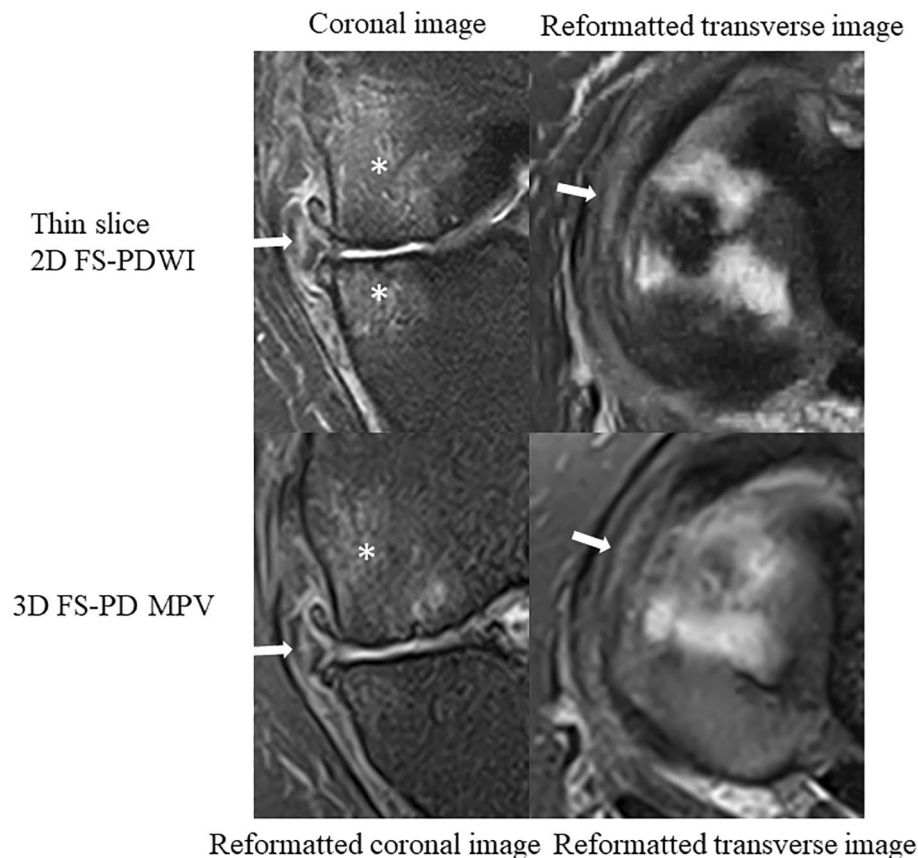 Coronal image
Reformatted transverse image
Thin slice
2D FS-PDWI
*
*
3D FS-PD MPV
*
Reformatted coronal image
Reformatted transverse image